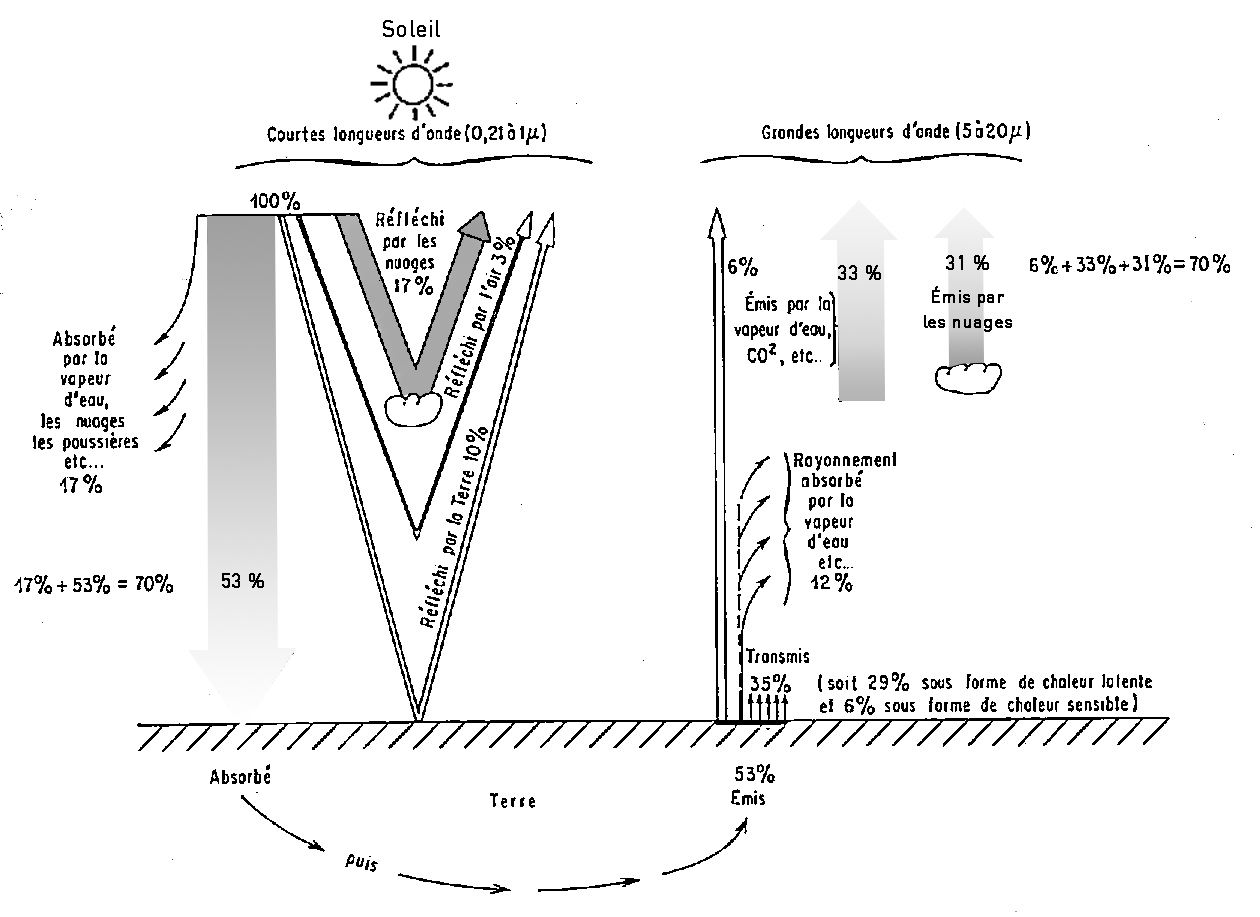 Soleil
Courtes longueurs d'onde (0,21 à 1µ)
Grandes longueurs d'onde (5 à 20µ)
100%
Réfléchi
par les
nuages
17%
Réfléchi par l'air 3%
Réfléchi par la Terre 10%
Absorbé
par la
vapeur
d'eau,
les nuages
les poussières
etc...
17%
17% + 53% = 70%
53 %
6%
Émis par la
vapeur d'eau,
CO², etc...
33 %
31 %
Émis par
les nuages
6%+33%+31%=70%
Rayonnement
absorbé
par la
vapeur
d'eau
etc...
12%
Transmis
35%
(soit 29% sous forme de chaleur latente
et 6% sous forme de chaleur sensible)
Absorbé
Terre
53%
Emis
puis